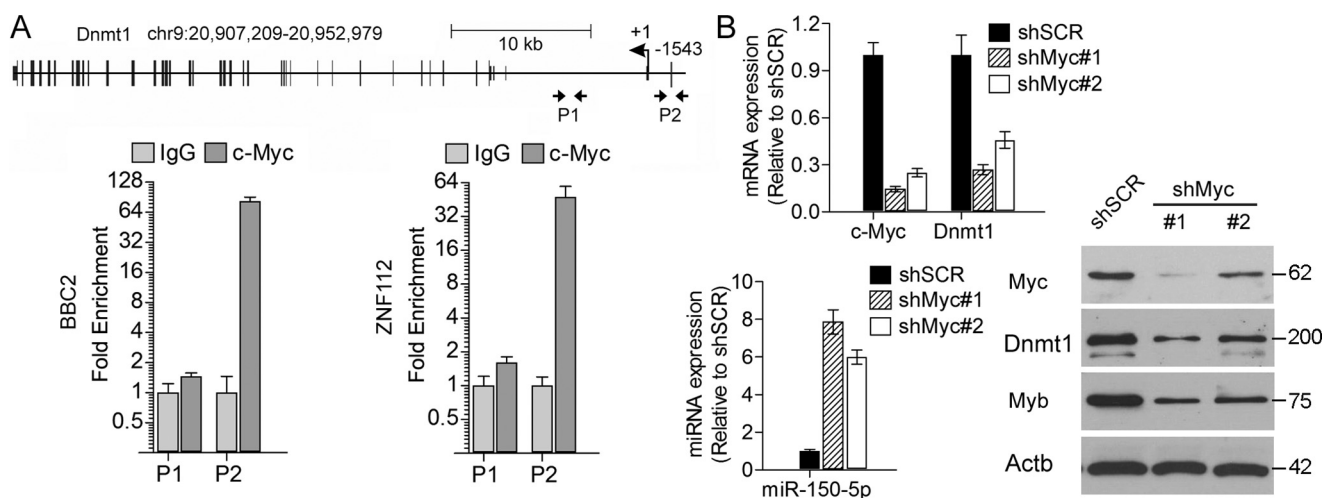 A
Dnmt1 chr9:20,907,209-20,952,979
10 kb
+1
-1543
P1
P2
IgG c-Myc
128
64
32
16
8
4
2
1
0.5
BBC2
Fold Enrichment
P1 P2
IgG c-Myc
64
32
16
8
4
2
1
0.5
ZNF112
Fold Enrichment
P1 P2
B
mRNA expression
(Relative to shSCR)
1.2
0.9
0.6
0.3
0.0
c-Myc Dnmt1
shSCR
shMyc#1
shMyc#2
miRNA expression
(Relative to shSCR)
10
8
6
4
2
0
miR-150-5p
shSCR
shMyc#1
shMyc#2
shSCR
shMyc
#1 #2
Myc 62
Dnmt1 200
Myb 75
Actb 42